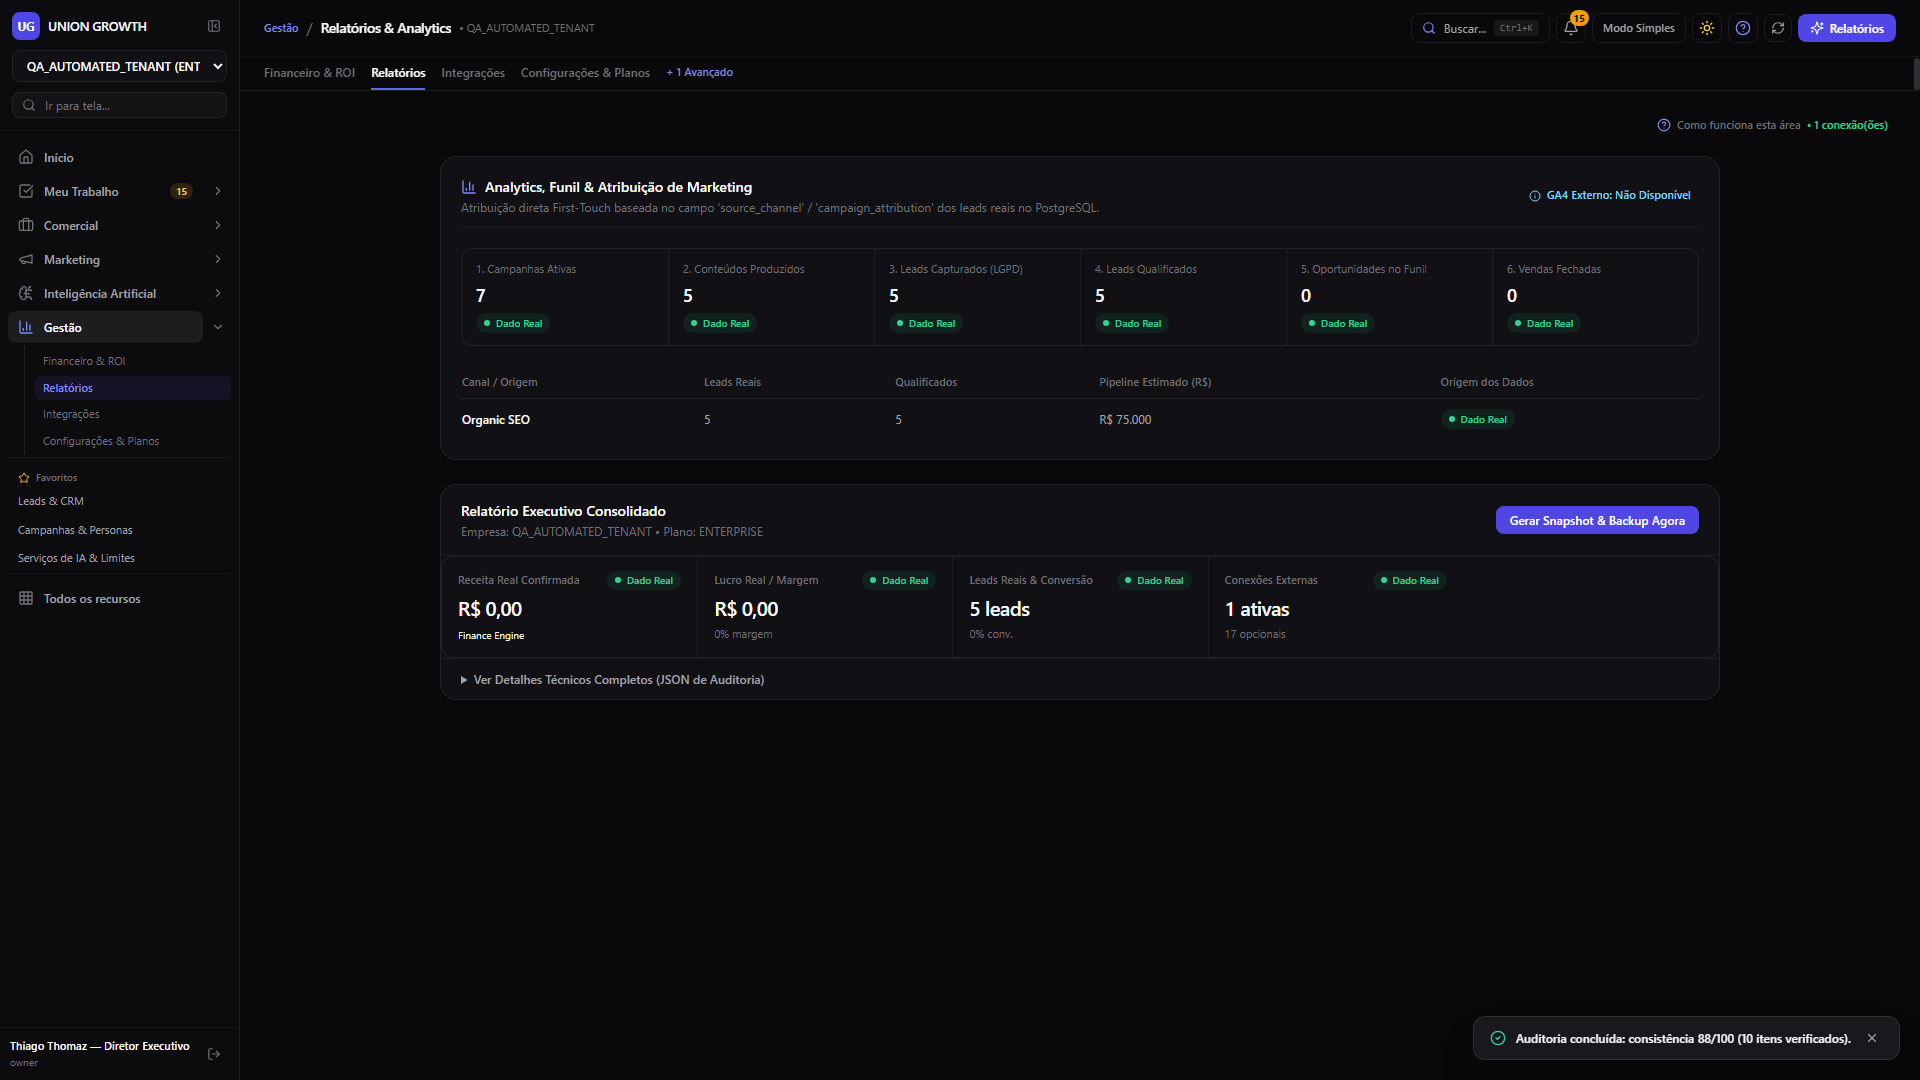 UG UNION GROWTH
QA_AUTOMATED_TENANT (ENT
Ir para tela...
Início
Meu Trabalho 15
Comercial
Marketing
Inteligência Artificial
Gestão
Financeiro & ROI
Relatórios
Integrações
Configurações & Planos
Favoritos
Leads & CRM
Campanhas & Personas
Serviços de IA & Limites
Todos os recursos
Thiago Thomaz — Diretor Executivo
owner
Gestão / Relatórios & Analytics • QA_AUTOMATED_TENANT
Buscar... Ctrl+K
15
Modo Simples
Relatórios
Financeiro & ROI Relatórios Integrações Configurações & Planos + 1 Avançado
Como funciona esta área • 1 conexão(ões)
Analytics, Funil & Atribuição de Marketing
Atribuição direta First-Touch baseada no campo 'source_channel' / 'campaign_attribution' dos leads reais no PostgreSQL.
GA4 Externo: Não Disponível
1. Campanhas Ativas 2. Conteúdos Produzidos 3. Leads Capturados (LGPD) 4. Leads Qualificados 5. Oportunidades no Funil 6. Vendas Fechadas
7 5 5 5 0 0
Dado Real Dado Real Dado Real Dado Real Dado Real Dado Real
Canal / Origem Leads Reais Qualificados Pipeline Estimado (R$) Origem dos Dados
Organic SEO 5 5 R$ 75.000 Dado Real
Relatório Executivo Consolidado
Empresa: QA_AUTOMATED_TENANT • Plano: ENTERPRISE
Gerar Snapshot & Backup Agora
Receita Real Confirmada Dado Real Lucro Real / Margem Dado Real Leads Reais & Conversão Dado Real Conexões Externas Dado Real
R$ 0,00 R$ 0,00 5 leads 1 ativas
Finance Engine 0% margem 0% conv. 17 opcionais
Ver Detalhes Técnicos Completos (JSON de Auditoria)
Auditoria concluída: consistência 88/100 (10 itens verificados).